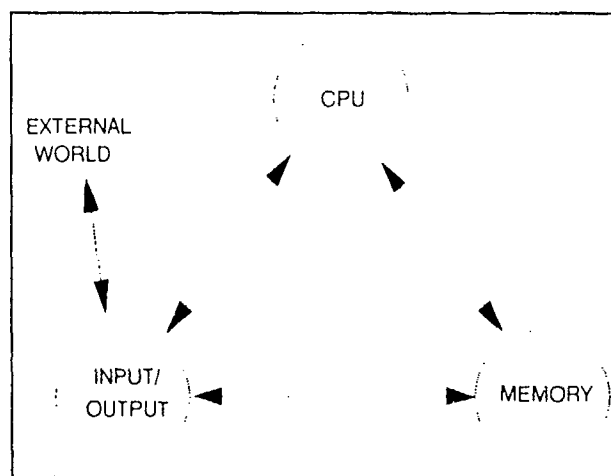 CPU
EXTERNAL
WORLD
INPUT/
OUTPUT
MEMORY